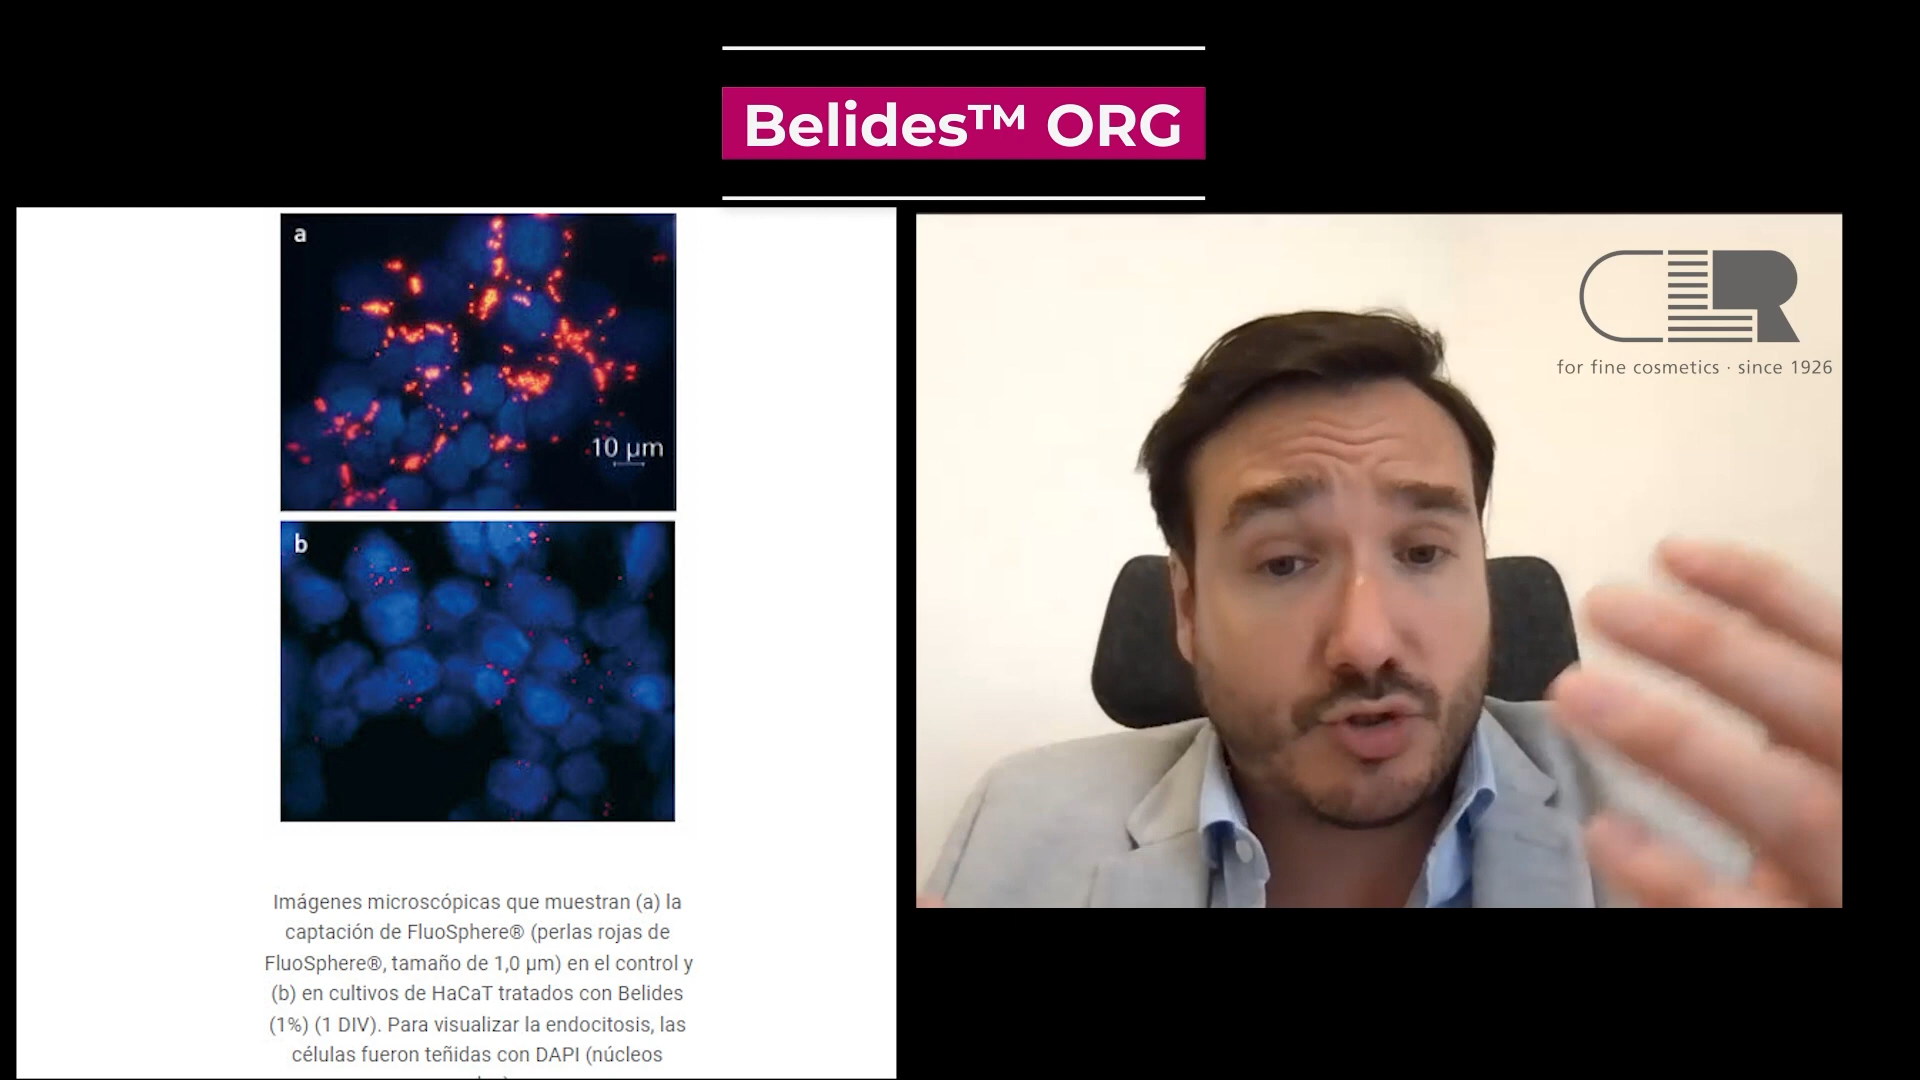 Belides™ ORG
a
10 µm
b
Imágenes microscópicas que muestran (a) la
captación de FluoSphere® (perlas rojas de
FluoSphere®, tamaño de 1,0 µm) en el control y
(b) en cultivos de HaCaT tratados con Belides
(1%) (1 DIV). Para visualizar la endocitosis, las
células fueron teñidas con DAPI (núcleos
CLR
for fine cosmetics · since 1926